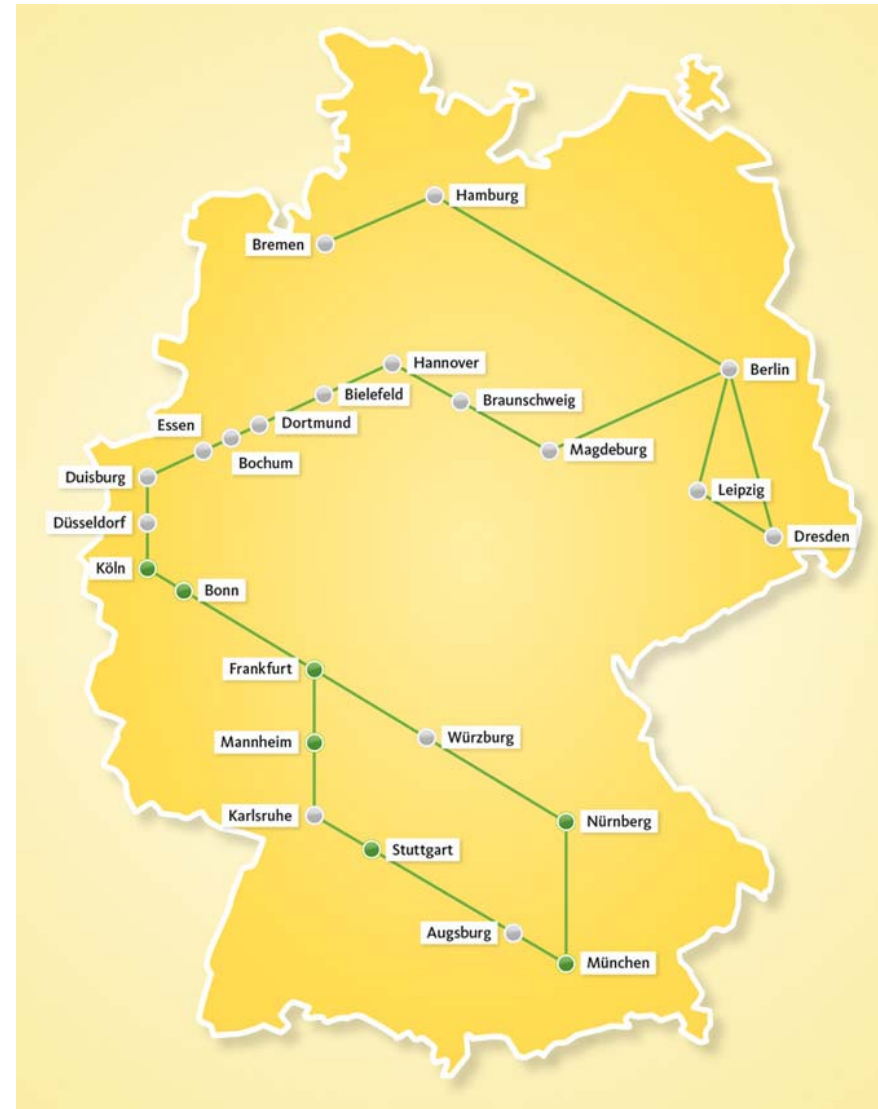 Hamburg
Bremen
Hannover
Berlin
Bielefeld
Braunschweig
Essen
Dortmund
Bochum
Magdeburg
Duisburg
Leipzig
Düsseldorf
Dresden
Köln
Bonn
Frankfurt
Würzburg
Mannheim
Karlsruhe
Nürnberg
Stuttgart
Augsburg
München